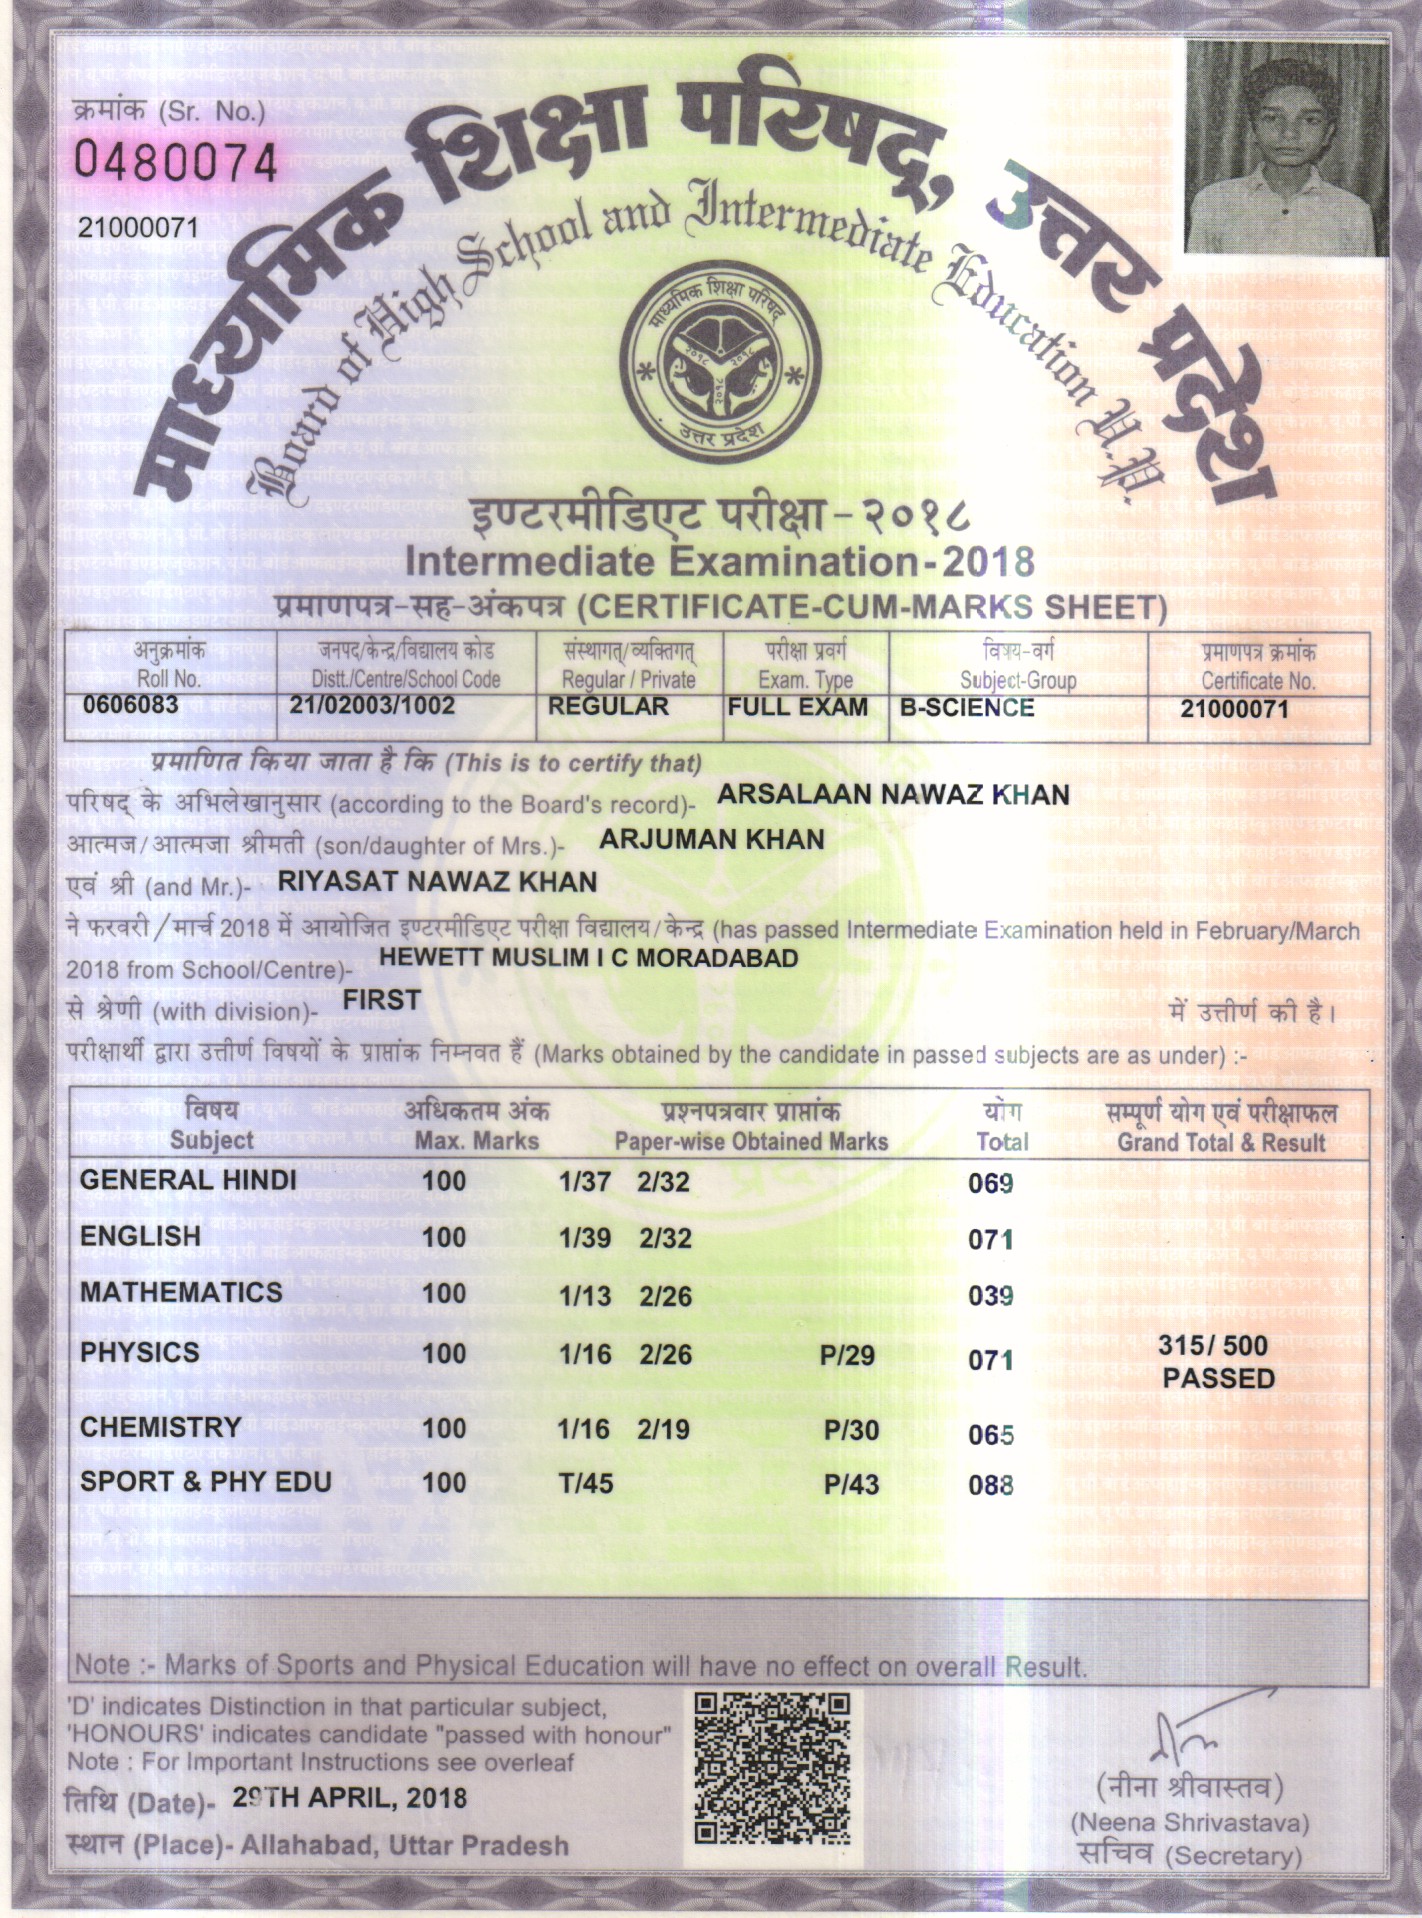 क्रमांक (Sr. No.)
0480074
21000071
माध्यमिक शिक्षा परिषद्, उत्तर प्रदेश
Board of High School and Intermediate Education U.P.
माध्यमिक शिक्षा परिषद्
२०१८ २०१८
२०१८
उत्तर प्रदेश
इण्टरमीडिएट परीक्षा – २०१८
Intermediate Examination - 2018
प्रमाणपत्र-सह-अंकपत्र (CERTIFICATE-CUM-MARKS SHEET)
अनुक्रमांक जनपद/केन्द्र/विद्यालय कोड संस्थागत्/व्यक्तिगत् परीक्षा प्रवर्ग विषय-वर्ग प्रमाणपत्र क्रमांक
Roll No. Distt./Centre/School Code Regular / Private Exam. Type Subject-Group Certificate No.
0606083 21/02003/1002 REGULAR FULL EXAM B-SCIENCE 21000071
प्रमाणित किया जाता है कि (This is to certify that)
परिषद् के अभिलेखानुसार (according to the Board's record)- ARSALAAN NAWAZ KHAN
आत्मज/आत्मजा श्रीमती (son/daughter of Mrs.)- ARJUMAN KHAN
एवं श्री (and Mr.)- RIYASAT NAWAZ KHAN
ने फरवरी/मार्च 2018 में आयोजित इण्टरमीडिएट परीक्षा विद्यालय/केन्द्र (has passed Intermediate Examination held in February/March
2018 from School/Centre)- HEWETT MUSLIM I C MORADABAD
से श्रेणी (with division)- FIRST में उत्तीर्ण की है।
परीक्षार्थी द्वारा उत्तीर्ण विषयों के प्राप्तांक निम्नवत हैं (Marks obtained by the candidate in passed subjects are as under) :-
विषय अधिकतम अंक प्रश्नपत्रवार प्राप्तांक योग सम्पूर्ण योग एवं परीक्षाफल
Subject Max. Marks Paper-wise Obtained Marks Total Grand Total & Result
GENERAL HINDI 100 1/37 2/32 069
ENGLISH 100 1/39 2/32 071
MATHEMATICS 100 1/13 2/26 039
PHYSICS 100 1/16 2/26 P/29 071 315/ 500
PASSED
CHEMISTRY 100 1/16 2/19 P/30 065
SPORT & PHY EDU 100 T/45 P/43 088
Note :- Marks of Sports and Physical Education will have no effect on overall Result.
'D' indicates Distinction in that particular subject,
'HONOURS' indicates candidate "passed with honour"
Note : For Important Instructions see overleaf
तिथि (Date)- 29TH APRIL, 2018
स्थान (Place)- Allahabad, Uttar Pradesh
(नीना श्रीवास्तव)
(Neena Shrivastava)
सचिव (Secretary)